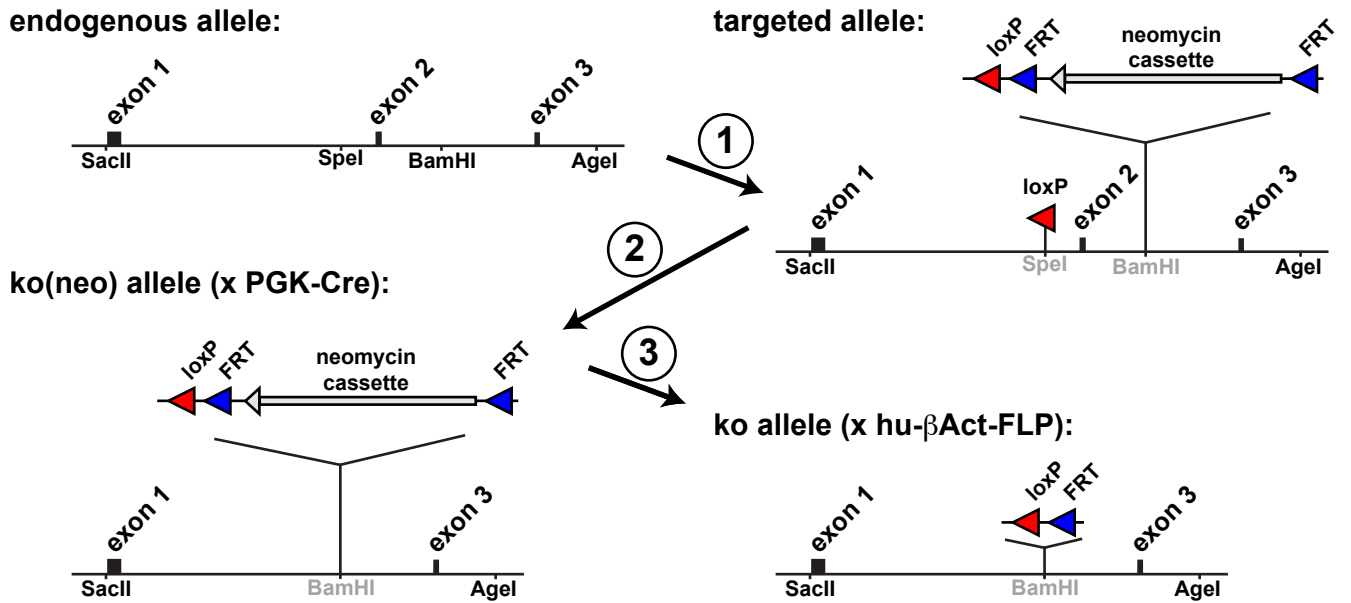 endogenous allele:
exon 1
exon 2
exon 3
SacII
SpeI
BamHI
AgeI
1
targeted allele:
loxP
FRT
neomycin
cassette
FRT
loxP
exon 1
exon 2
exon 3
SacII
SpeI
BamHI
AgeI
2
ko(neo) allele (x PGK-Cre):
loxP
FRT
neomycin
cassette
FRT
exon 1
exon 3
SacII
BamHI
AgeI
3
ko allele (x hu-βAct-FLP):
loxP
FRT
exon 1
exon 3
SacII
BamHI
AgeI